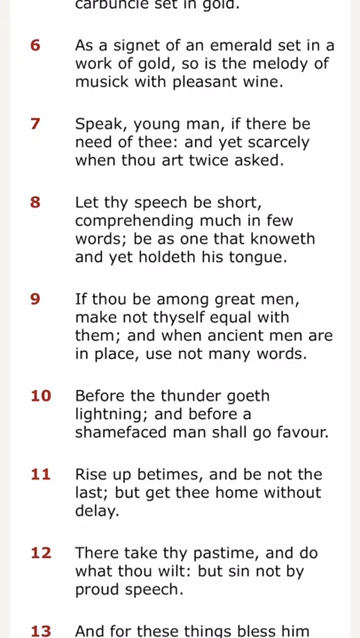 carbuncle set in gold.
6 As a signet of an emerald set in a
work of gold, so is the melody of
musick with pleasant wine.
7 Speak, young man, if there be
need of thee: and yet scarcely
when thou art twice asked.
8 Let thy speech be short,
comprehending much in few
words; be as one that knoweth
and yet holdeth his tongue.
9 If thou be among great men,
make not thyself equal with
them; and when ancient men are
in place, use not many words.
10 Before the thunder goeth
lightning; and before a
shamefaced man shall go favour.
11 Rise up betimes, and be not the
last; but get thee home without
delay.
12 There take thy pastime, and do
what thou wilt: but sin not by
proud speech.
13 And for these things bless him